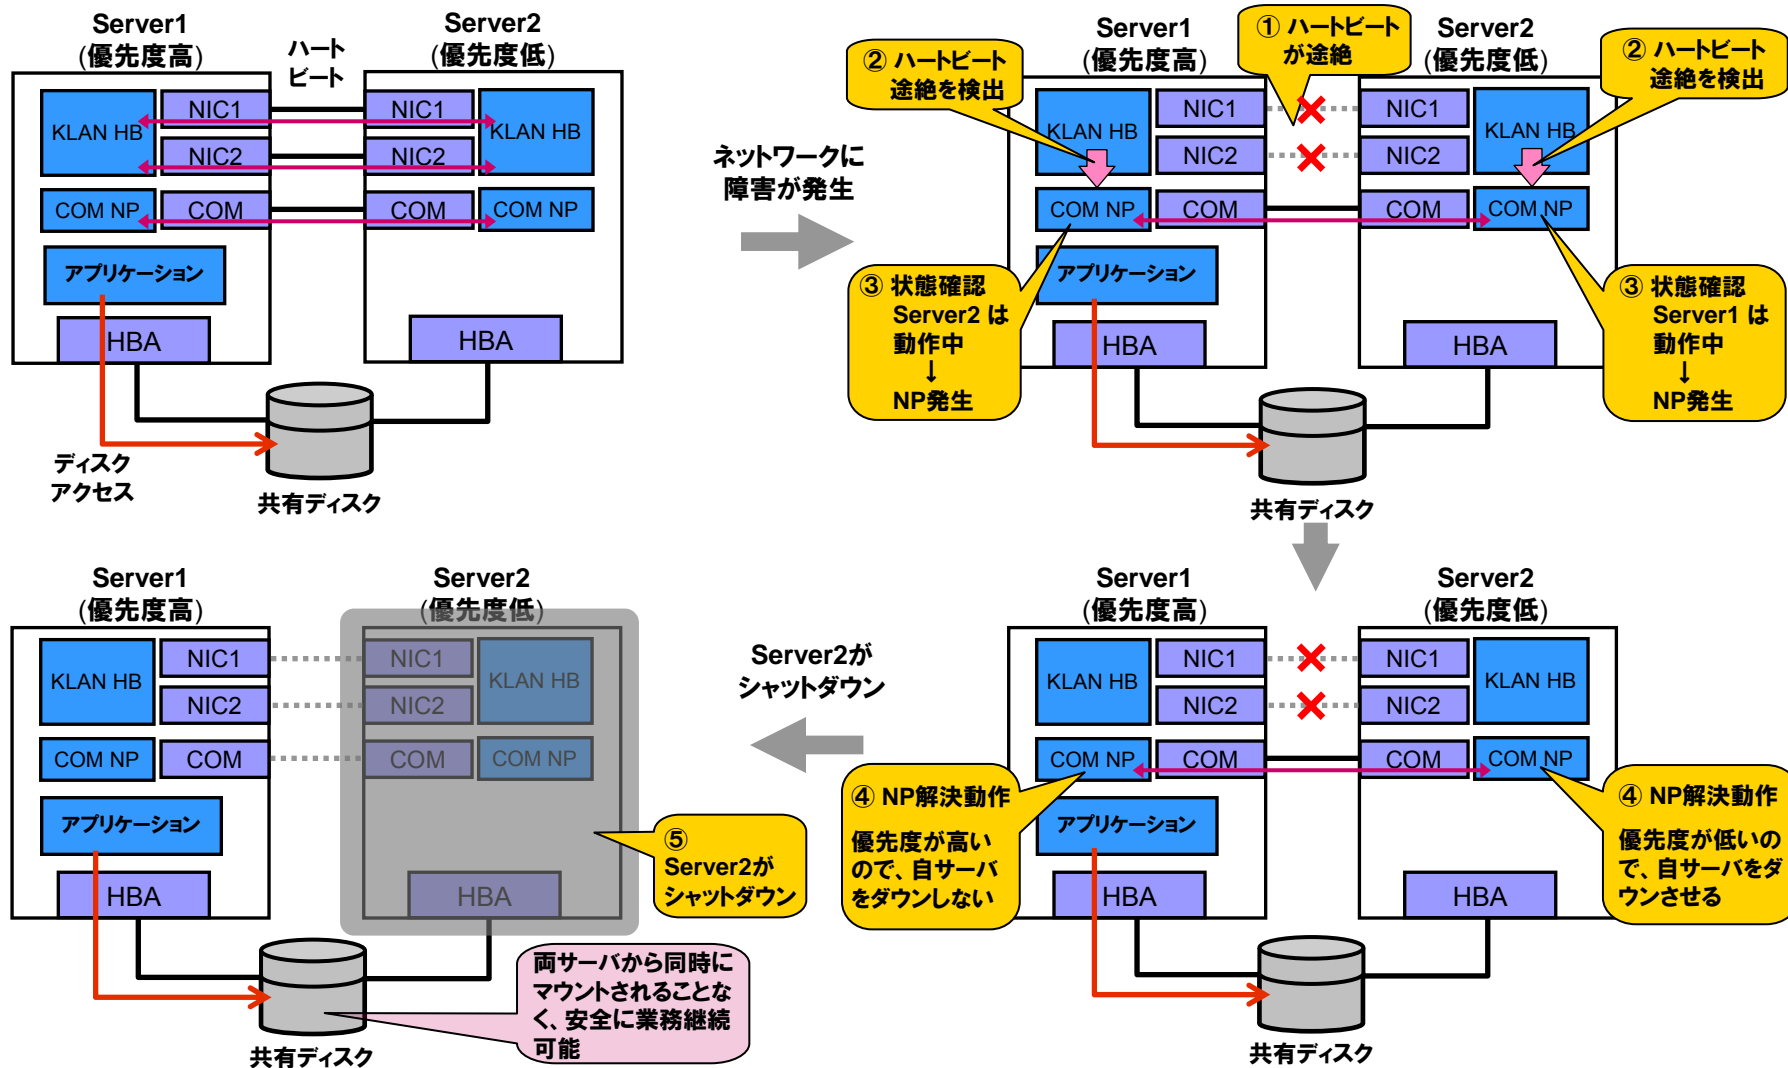 Server1
(優先度高)
ハート
ビート
Server2
(優先度低)
KLAN HB
NIC1
NIC2
COM NP
COM
アプリケーション
HBA
NIC1
NIC2
KLAN HB
COM
COM NP
HBA
ディスク
アクセス
共有ディスク
ネットワークに
障害が発生
Server1
(優先度高)
① ハートビート
が途絶
Server2
(優先度低)
② ハートビート
途絶を検出
② ハートビート
途絶を検出
KLAN HB
NIC1
NIC2
COM NP
COM
アプリケーション
HBA
NIC1
NIC2
KLAN HB
COM
COM NP
HBA
③ 状態確認
Server2 は
動作中
↓
NP発生
③ 状態確認
Server1 は
動作中
↓
NP発生
共有ディスク
Server1
(優先度高)
Server2
(優先度低)
KLAN HB
NIC1
NIC2
COM NP
COM
アプリケーション
HBA
NIC1
NIC2
KLAN HB
COM
COM NP
HBA
④ NP解決動作
優先度が高い
ので、自サーバ
をダウンしない
④ NP解決動作
優先度が低いの
で、自サーバをダ
ウンさせる
共有ディスク
Server2が
シャットダウン
Server1
(優先度高)
Server2
(優先度低)
KLAN HB
NIC1
NIC2
COM NP
COM
アプリケーション
HBA
NIC1
NIC2
KLAN HB
COM
COM NP
HBA
⑤
Server2が
シャットダウン
両サーバから同時に
マウントされることな
く、安全に業務継続
可能
共有ディスク